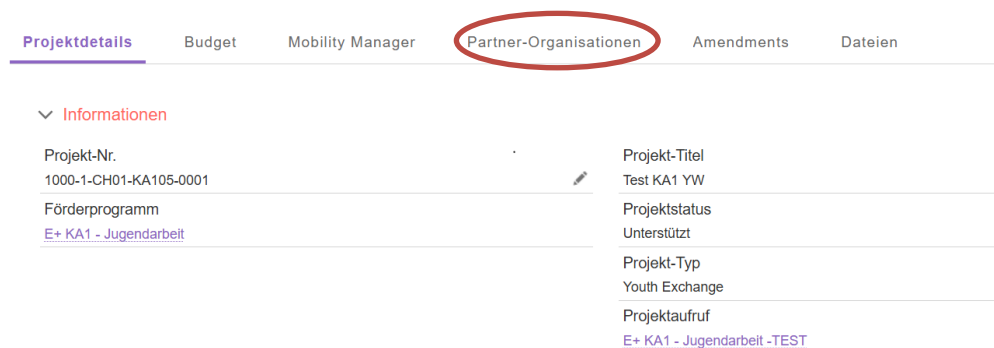 Projektdetails Budget Mobility Manager Partner-Organisationen Amendments Dateien
Informationen
Projekt-Nr. Projekt-Titel
1000-1-CH01-KA105-0001 Test KA1 YW
Förderprogramm Projektstatus
E+ KA1 - Jugendarbeit Unterstützt
Projekt-Typ
Youth Exchange
Projektaufruf
E+ KA1 - Jugendarbeit -TEST